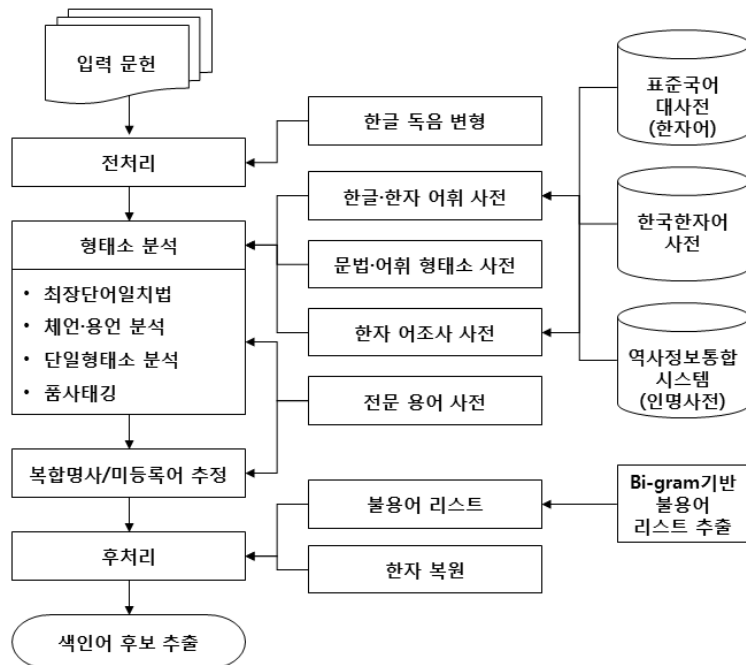 입력 문헌
전처리
형태소 분석
• 최장단어일치법
• 체언·용언 분석
• 단일형태소 분석
• 품사태깅
복합명사/미등록어 추정
후처리
색인어 후보 추출
한글 독음 변형
한글·한자 어휘 사전
문법·어휘 형태소 사전
한자 어조사 사전
전문 용어 사전
불용어 리스트
한자 복원
표준국어
대사전
(한자어)
한국한자어
사전
역사정보통합
시스템
(인명사전)
Bi-gram기반
불용어
리스트 추출